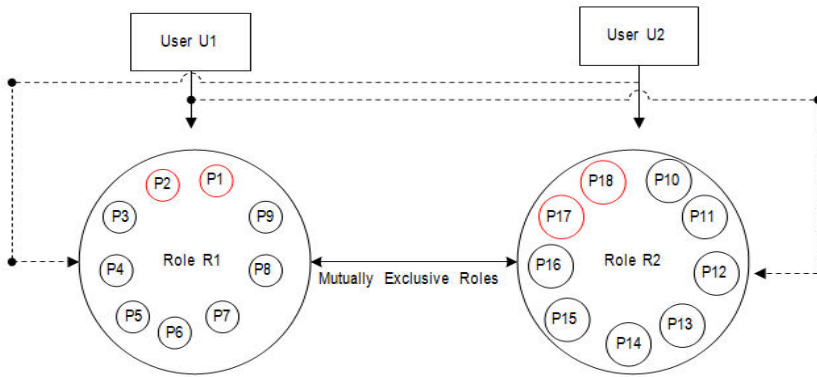 User U1
User U2
P2
P1
P3
P9
P4
Role R1
P8
P5
P6
P7
Mutually Exclusive Roles
P18
P10
P17
P11
P16
Role R2
P12
P15
P14
P13